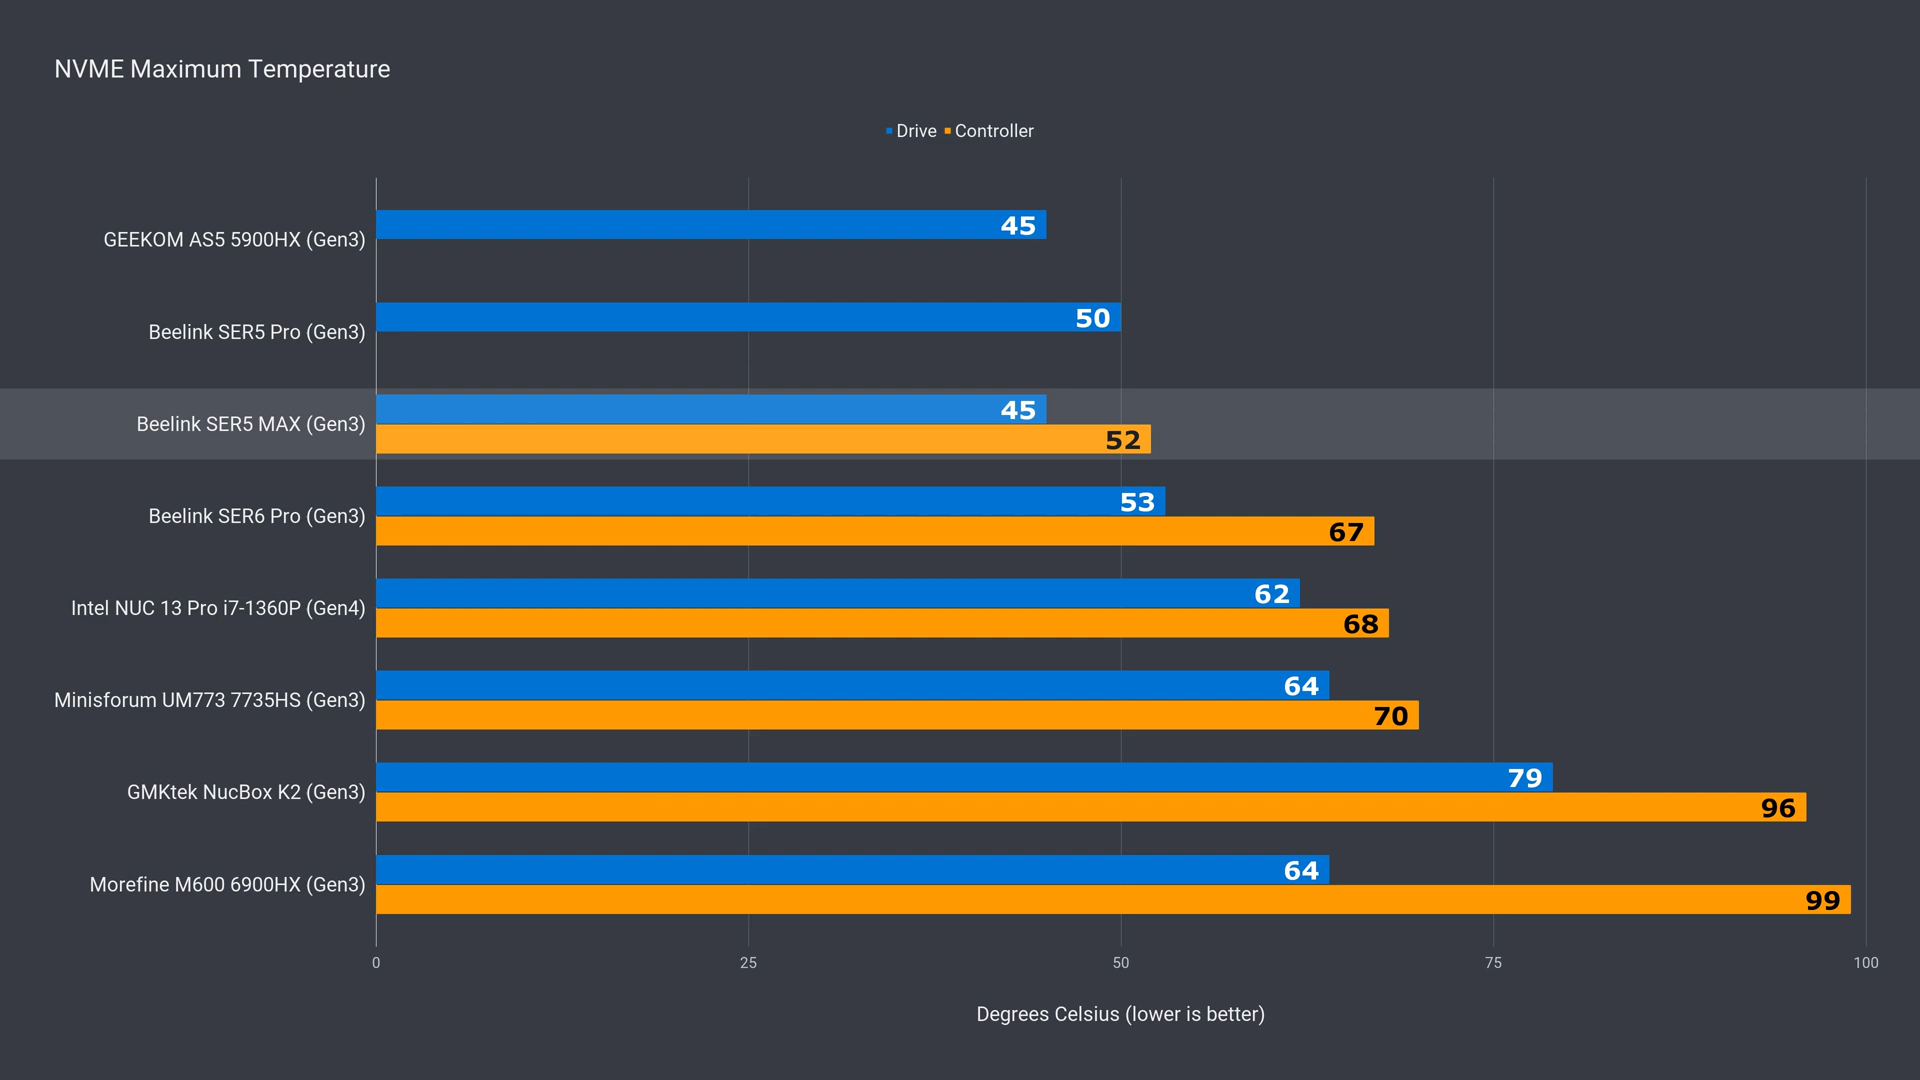 NVME Maximum Temperature
Drive Controller
GEEKOM AS5 5900HX (Gen3) 45
Beelink SER5 Pro (Gen3) 50
Beelink SER5 MAX (Gen3) 45
52
Beelink SER6 Pro (Gen3) 53
67
Intel NUC 13 Pro i7-1360P (Gen4) 62
68
Minisforum UM773 7735HS (Gen3) 64
70
GMKtek NucBox K2 (Gen3) 79
96
Morefine M600 6900HX (Gen3) 64
99
0 25 50 75 100
Degrees Celsius (lower is better)